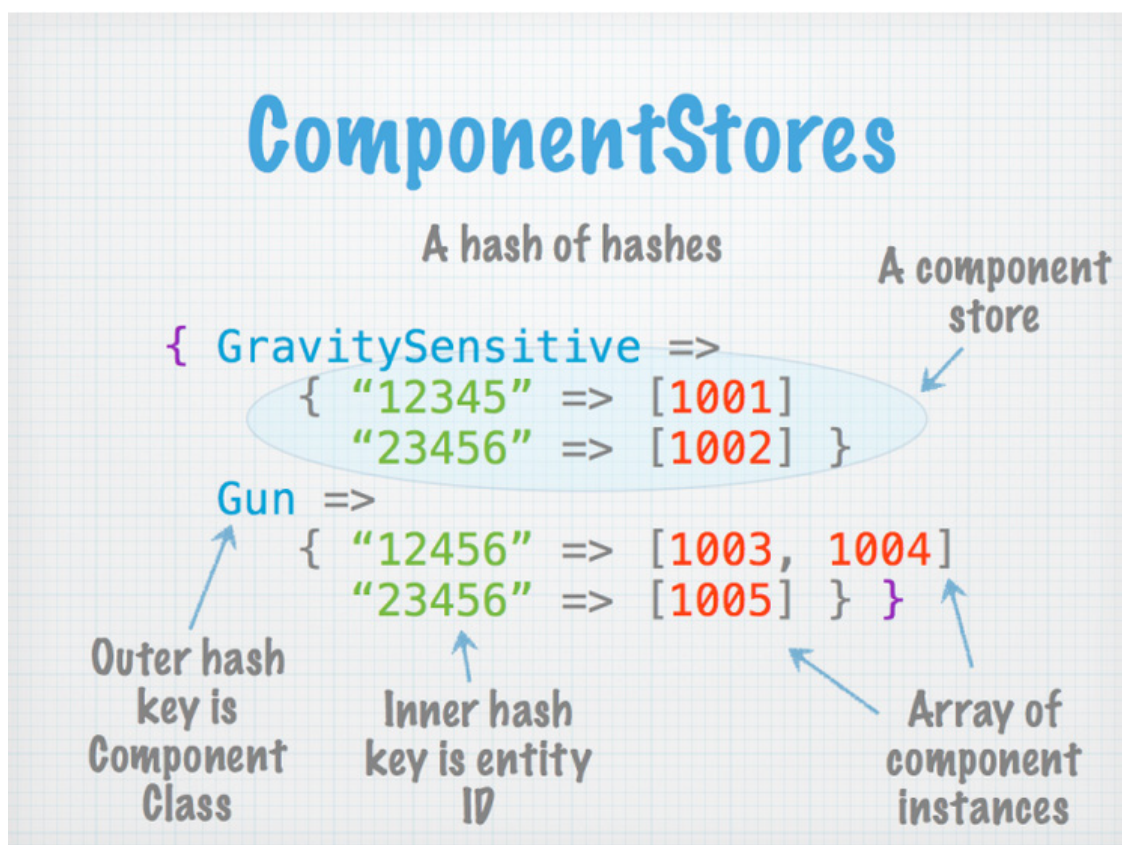 ComponentStores
A hash of hashes
A component
store
{ GravitySensitive =>
{ “12345” => [1001]
“23456” => [1002] }
Gun =>
{ “12456” => [1003, 1004]
“23456” => [1005] } }
Outer hash
key is
Component
Class
Inner hash
key is entity
ID
Array of
component
instances